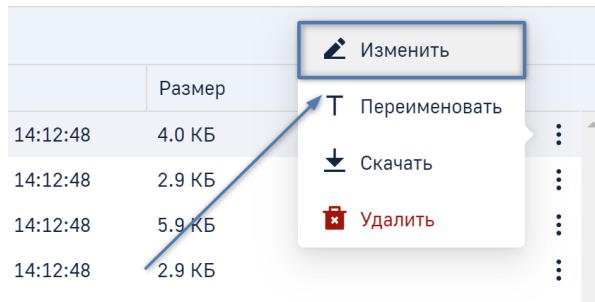 Изменить
Размер
Переименовать
14:12:48 4.0 КБ
Скачать
14:12:48 2.9 КБ
14:12:48 5.9 КБ
Удалить
14:12:48 2.9 КБ